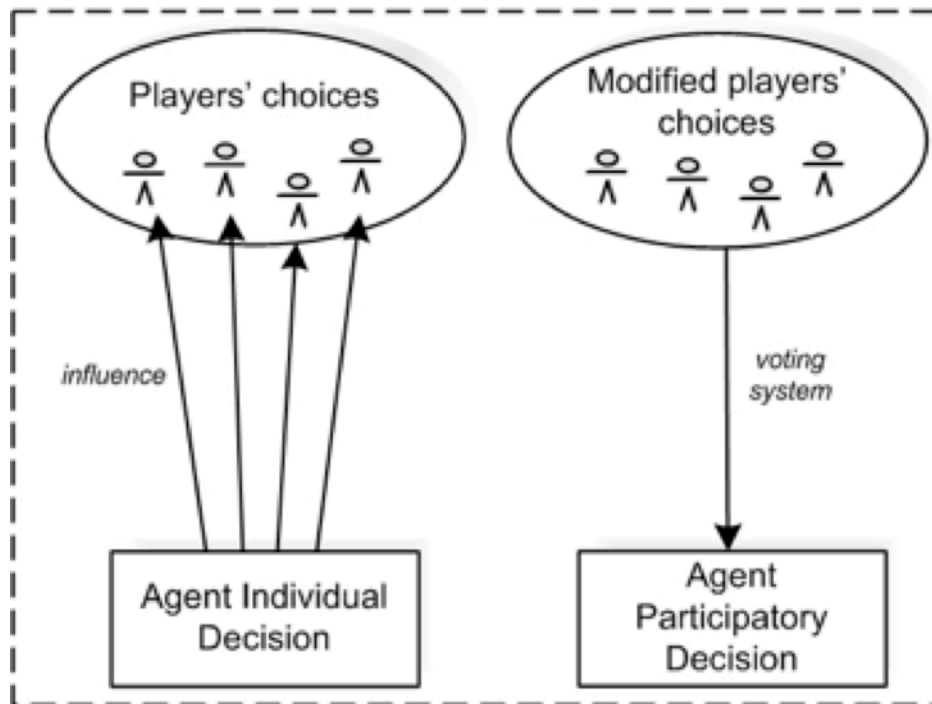 Players' choices
influence
Agent Individual
Decision
Modified players'
choices
voting
system
Agent
Participatory
Decision